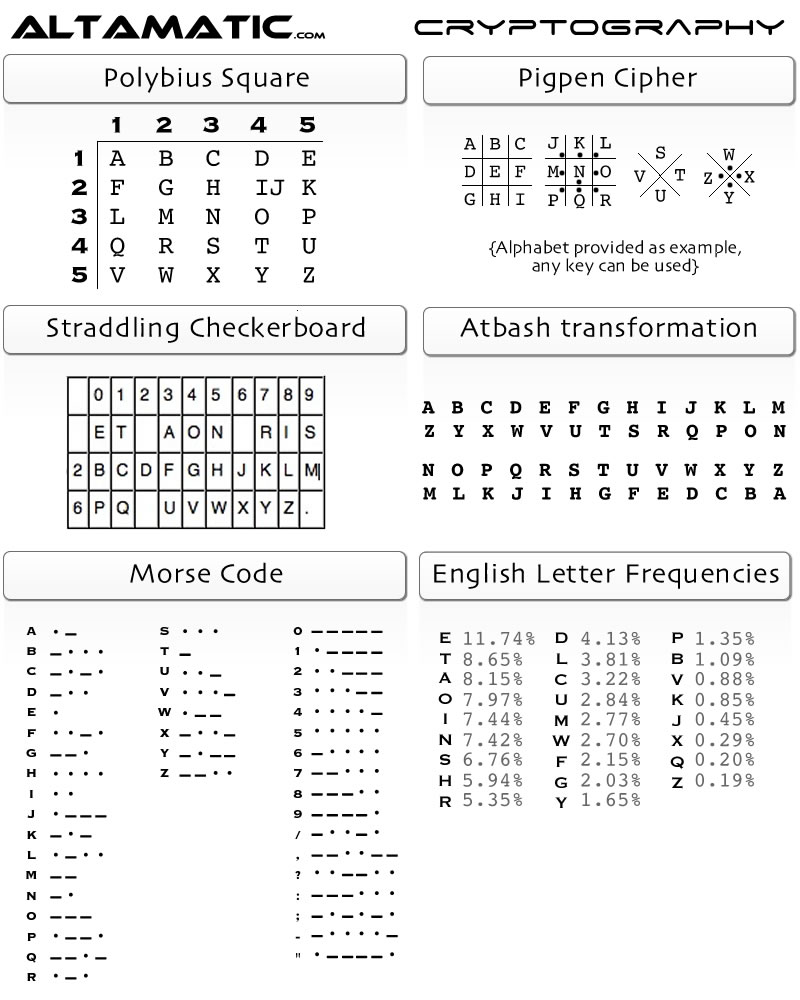 ALTAMATIC.COM
CRYPTOGRAPHY
Polybius Square
1 2 3 4 5
1 A B C D E
2 F G H IJ K
3 L M N O P
4 Q R S T U
5 V W X Y Z
Pigpen Cipher
A B C J K L S W
D E F M N O V T Z X
G H I P Q R U Y
{Alphabet provided as example,
any key can be used}
Straddling Checkerboard
0 1 2 3 4 5 6 7 8 9
E T A O N R I S
2 B C D F G H J K L M
6 P Q U V W X Y Z .
Atbash transformation
A B C D E F G H I J K L M
Z Y X W V U T S R Q P O N
N O P Q R S T U V W X Y Z
M L K J I H G F E D C B A
Morse Code
A • –
B – • • •
C – • – •
D – • •
E •
F • • – •
G – – •
H • • • •
I • •
J • – – –
K – • –
L • – • •
M – –
N – •
O – – –
P • – – •
Q – – • –
R • – •
S • • •
T –
U • • –
V • • • –
W • – –
X – • • –
Y – • – –
Z – – • •
0 – – – – –
1 • – – – –
2 • • – – –
3 • • • – –
4 • • • • –
5 • • • • •
6 – • • • •
7 – – • • •
8 – – – • •
9 – – – – •
/ – • • – •
, – – • • – –
? • • – – • •
: – – – • • •
; – • – • – •
- – • • • • –
" • – – – – •
English Letter Frequencies
E 11.74% D 4.13% P 1.35%
T 8.65% L 3.81% B 1.09%
A 8.15% C 3.22% V 0.88%
O 7.97% U 2.84% K 0.85%
I 7.44% M 2.77% J 0.45%
N 7.42% W 2.70% X 0.29%
S 6.76% F 2.15% Q 0.20%
H 5.94% G 2.03% Z 0.19%
R 5.35% Y 1.65%